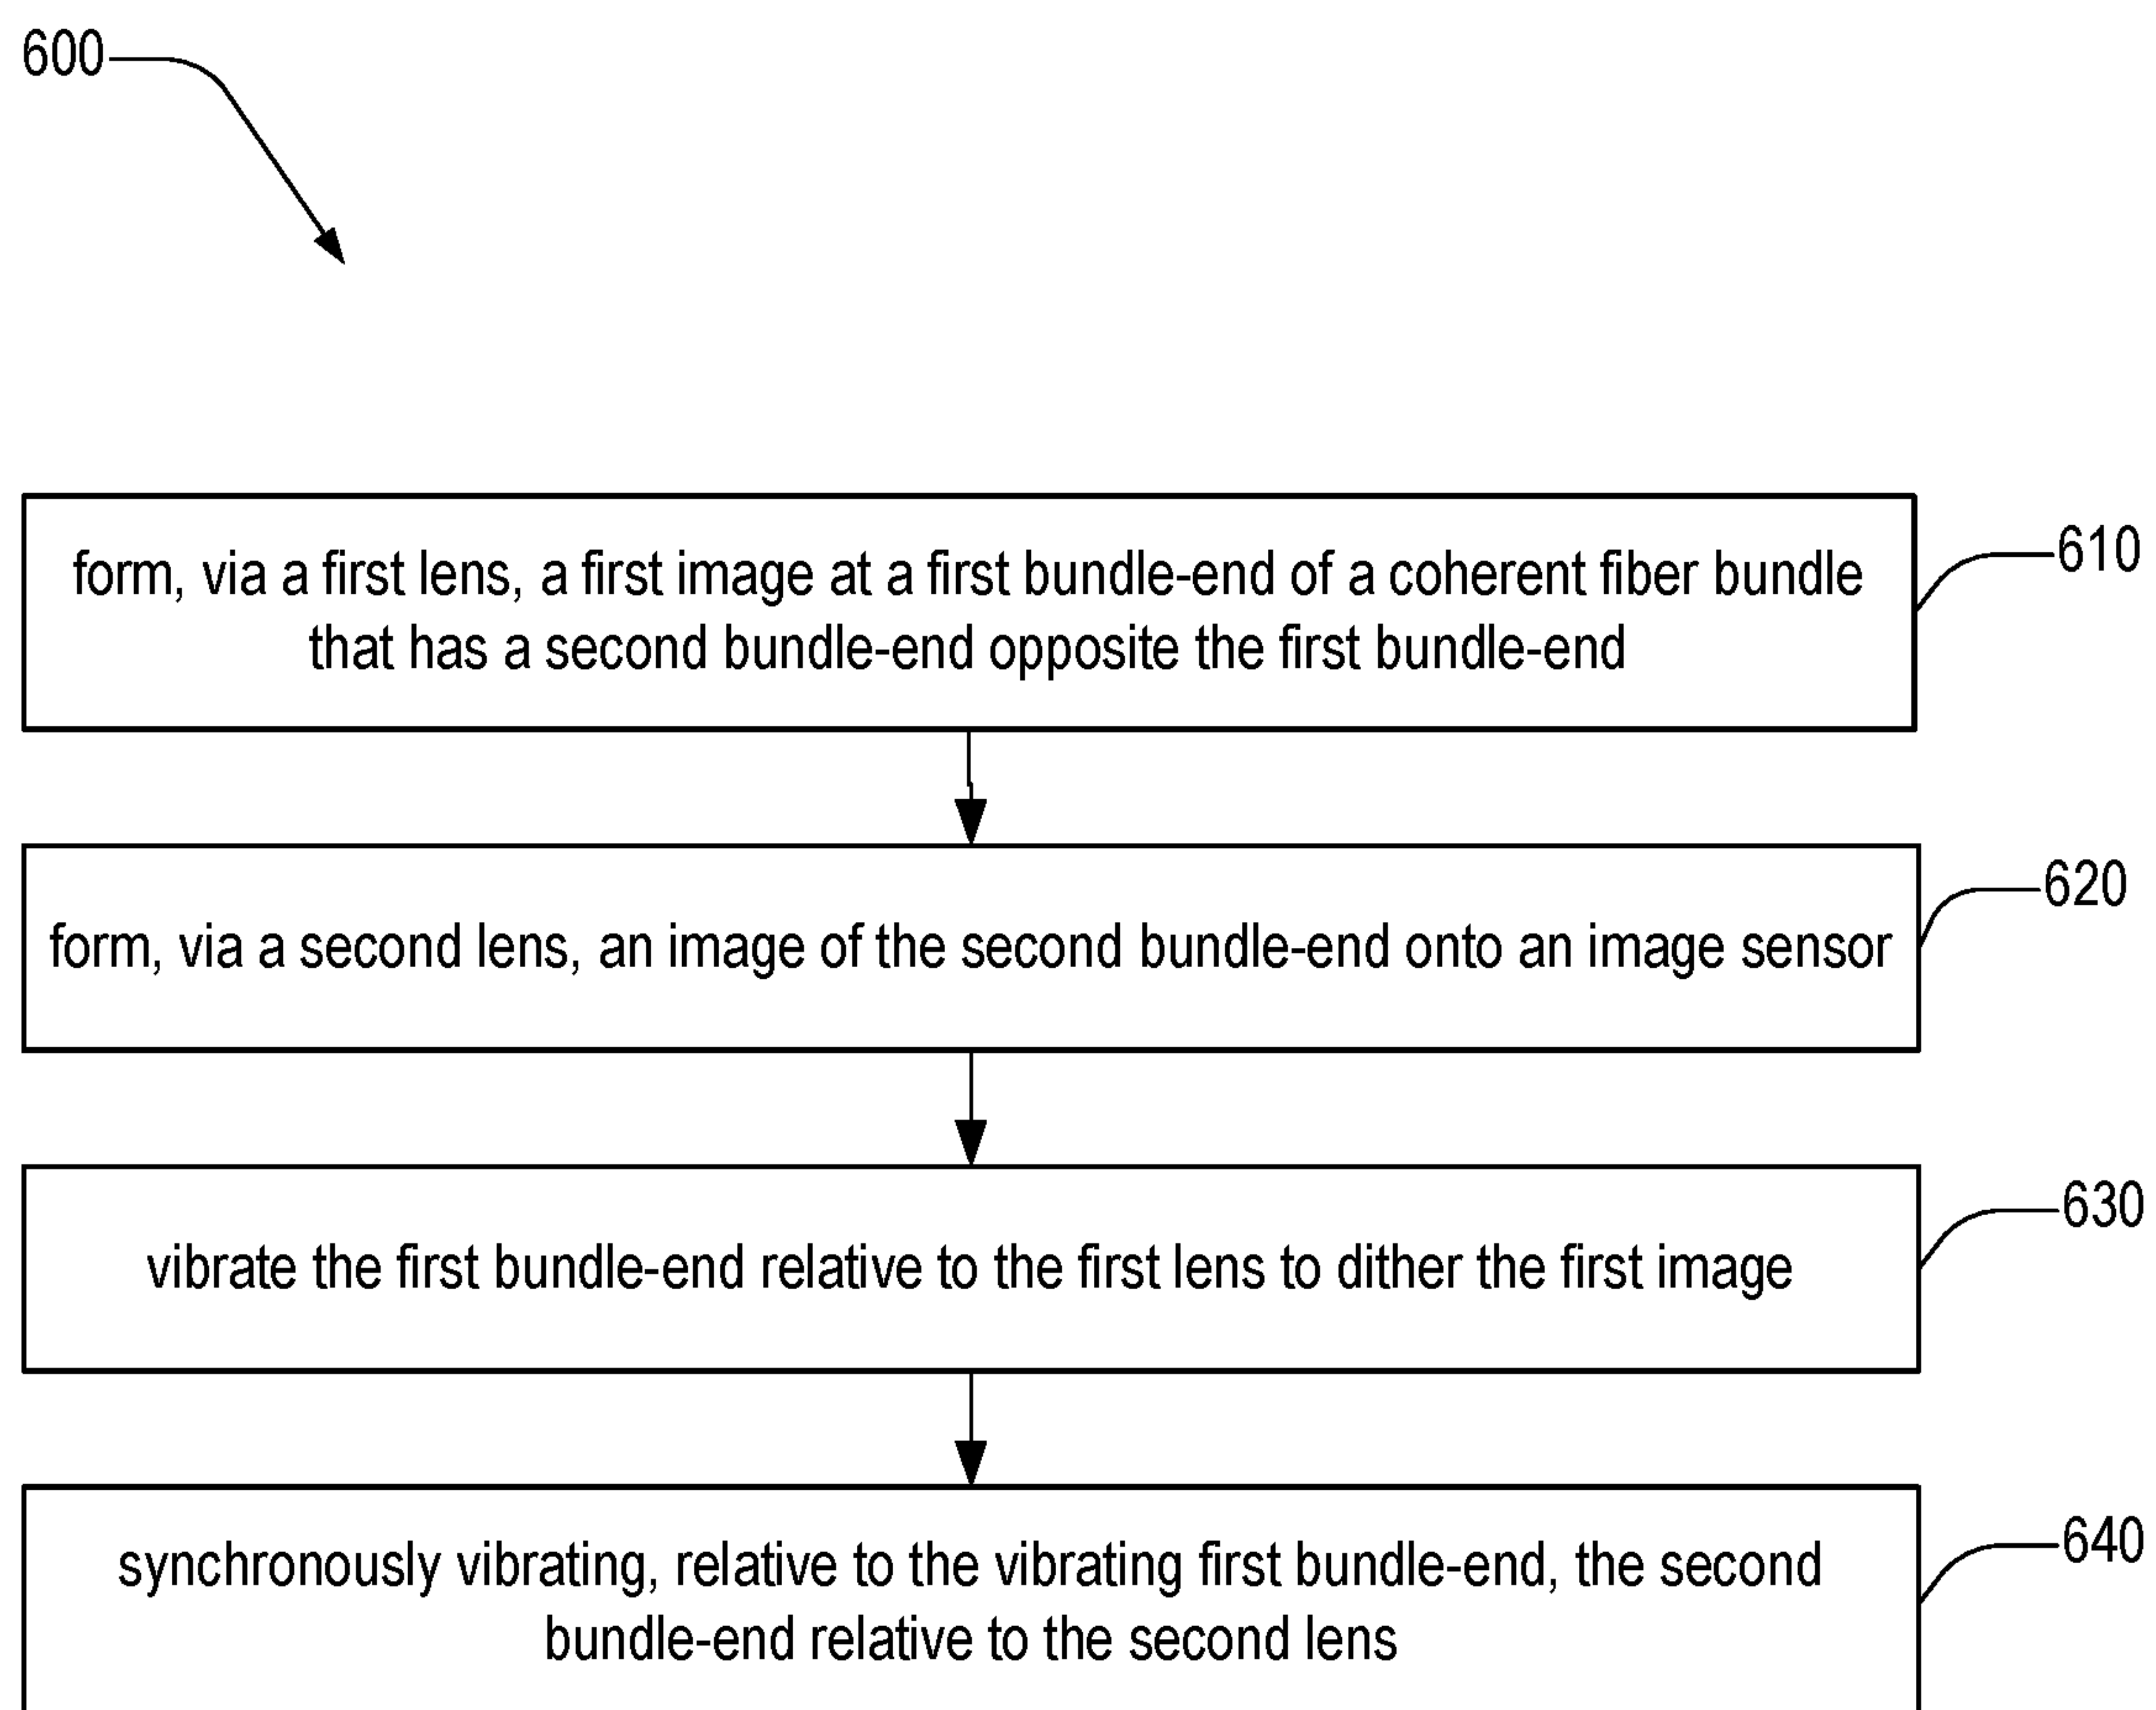 600
form, via a first lens, a first image at a first bundle-end of a coherent fiber bundle
that has a second bundle-end opposite the first bundle-end
610
form, via a second lens, an image of the second bundle-end onto an image sensor
620
vibrate the first bundle-end relative to the first lens to dither the first image
630
synchronously vibrating, relative to the vibrating first bundle-end, the second
bundle-end relative to the second lens
640